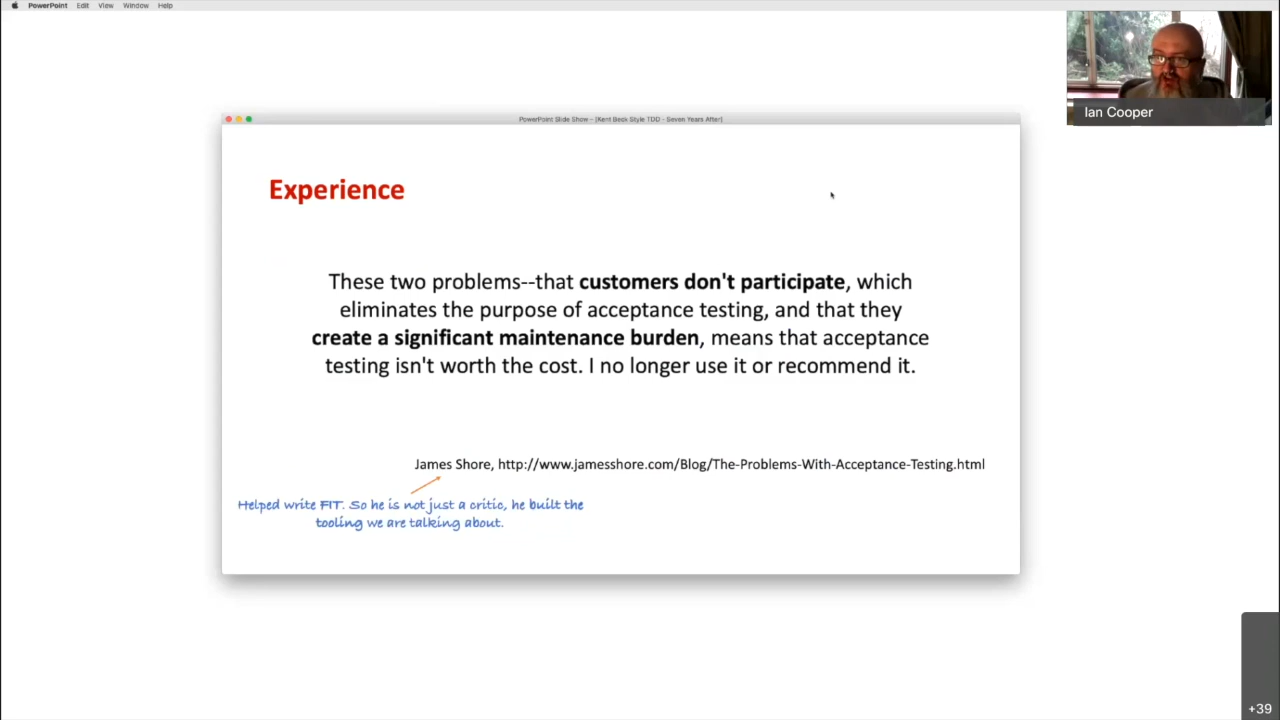 PowerPoint Edit View Window Help
Ian Cooper
PowerPoint Slide Show - [Kent Beck Style TDD - Seven Years After]
Experience
These two problems--that customers don't participate, which
eliminates the purpose of acceptance testing, and that they
create a significant maintenance burden, means that acceptance
testing isn't worth the cost. I no longer use it or recommend it.
James Shore, http://www.jamesshore.com/Blog/The-Problems-With-Acceptance-Testing.html
Helped write FIT. So he is not just a critic, he built the
tooling we are talking about.
+39